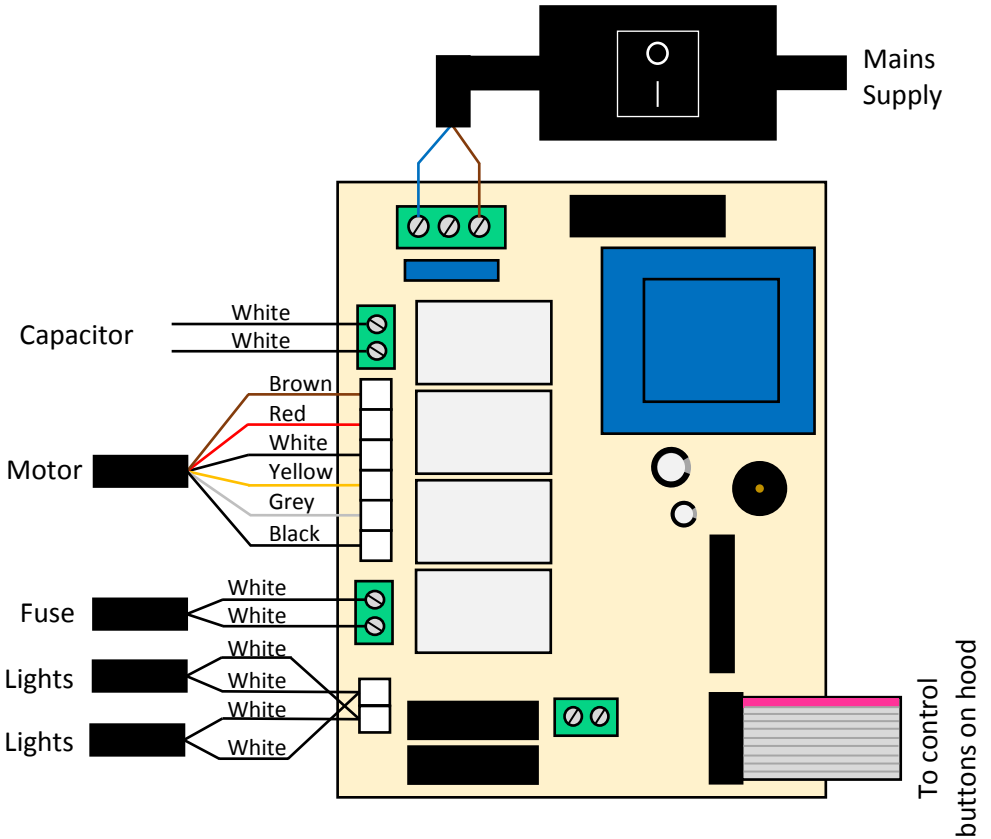 Mains
Supply
Capacitor
White
White
Motor
Brown
Red
White
Yellow
Grey
Black
Fuse
White
White
Lights
White
White
Lights
White
White
To control
buttons on hood